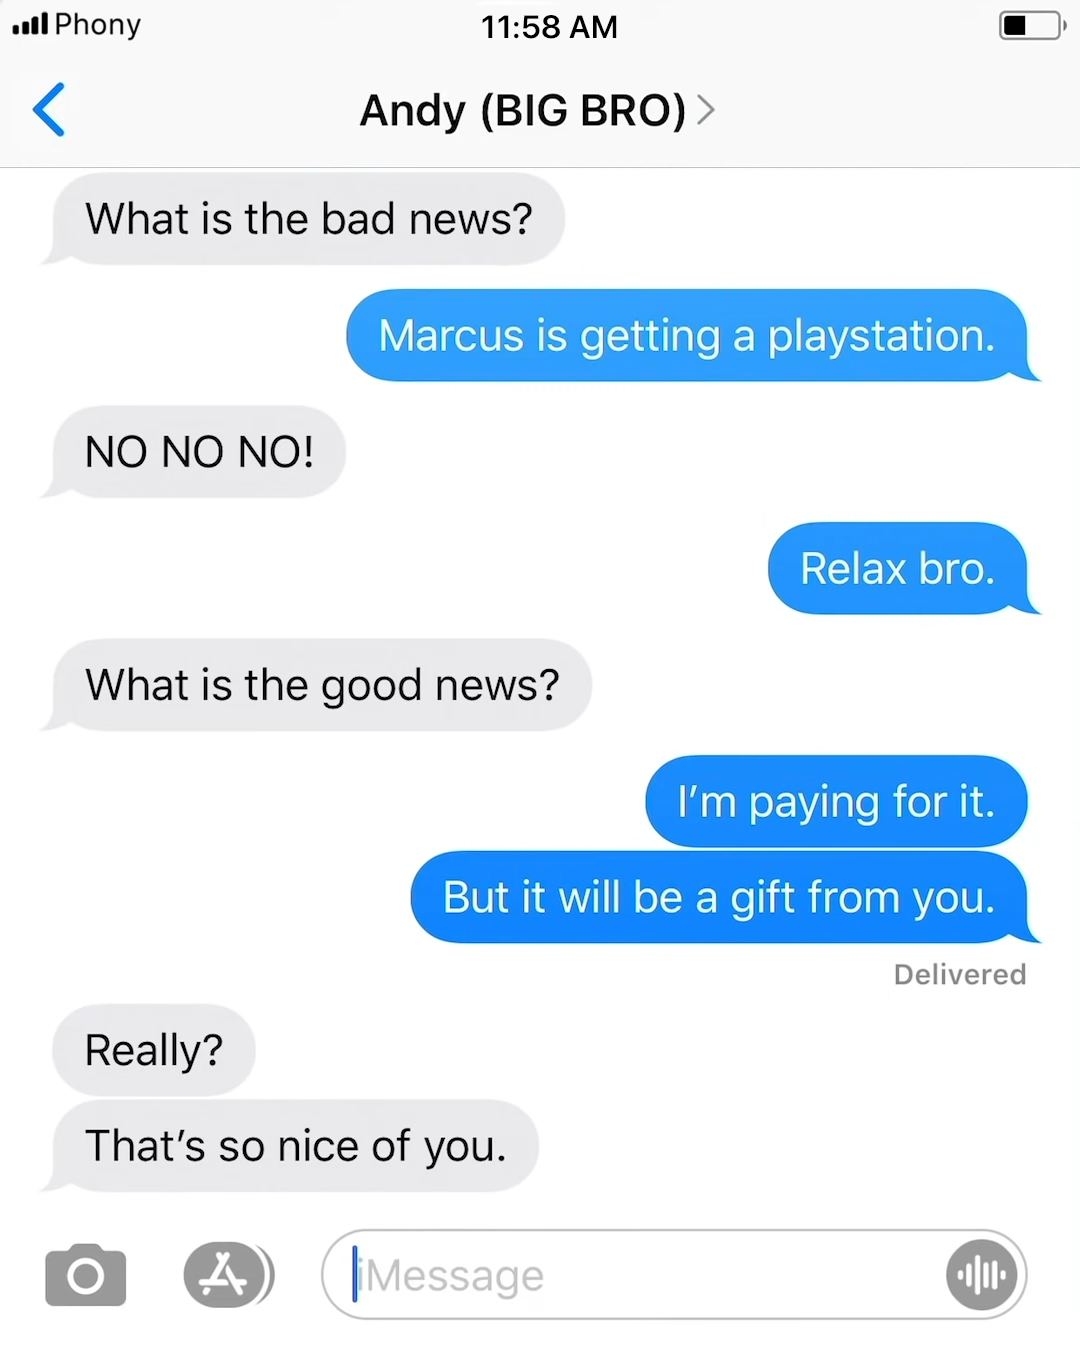 Phony
11:58 AM
Andy (BIG BRO)
What is the bad news?
Marcus is getting a playstation.
NO NO NO!
Relax bro.
What is the good news?
I’m paying for it.
But it will be a gift from you.
Delivered
Really?
That’s so nice of you.
iMessage